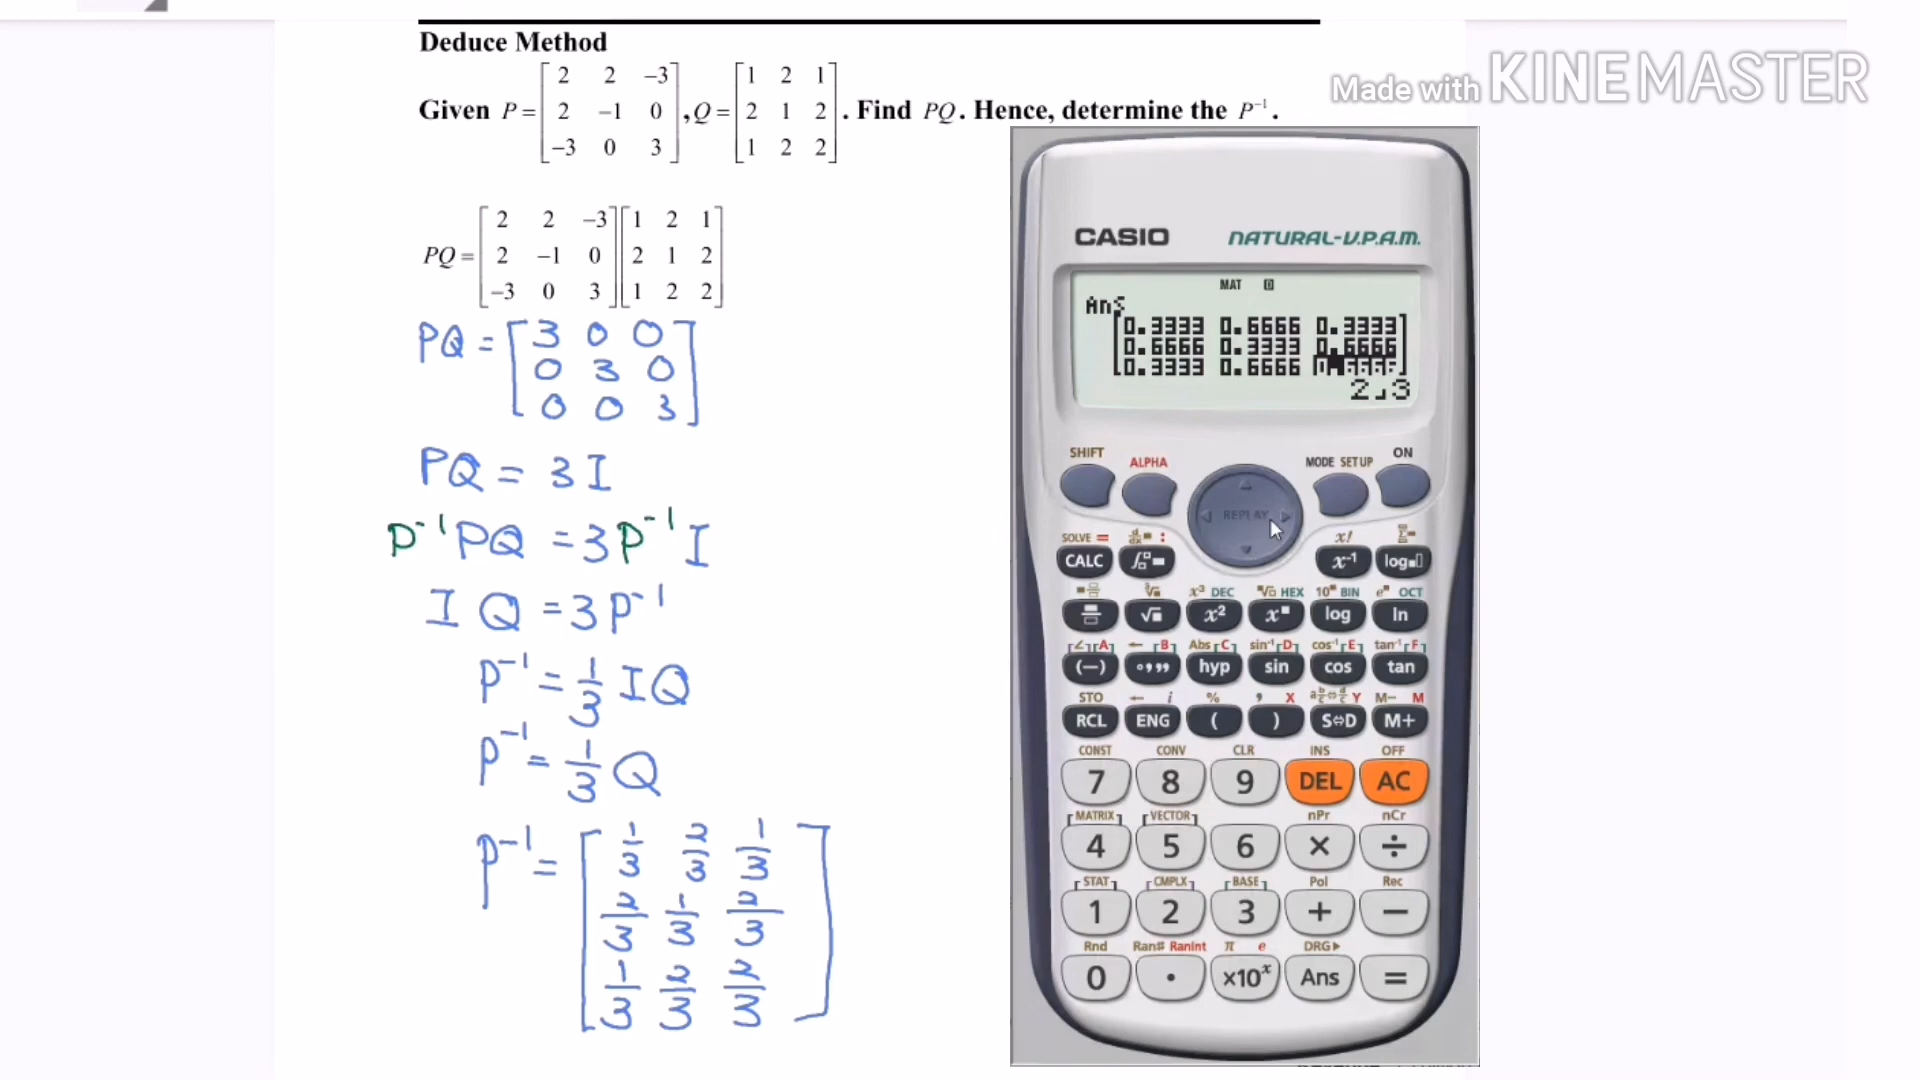 Deduce Method
Made with KINEMASTER
Given P = [2 2 −3
2 −1 0
−3 0 3], Q = [1 2 1
2 1 2
1 2 2]. Find PQ. Hence, determine the P⁻¹.
PQ = [2 2 −3] [1 2 1]
[2 −1 0] [2 1 2]
[−3 0 3] [1 2 2]
PQ = [3 0 0
0 3 0
0 0 3]
PQ = 3I
P⁻¹PQ = 3P⁻¹I
IQ = 3P⁻¹
P⁻¹ = 1/3 IQ
P⁻¹ = 1/3 Q
P⁻¹ = [1/3 2/3 1/3
2/3 1/3 2/3
1/3 2/3 2/3]
CASIO NATURAL-V.P.A.M.
MAT D
Ans
0.3333 0.6666 0.3333
0.6666 0.3333 0.6666
0.3333 0.6666
2⌟3
SHIFT ALPHA MODE SETUP ON
REPLAY
SOLVE = d/dx : x! Σ
CALC ∫ x⁻¹ log
³√ x³ DEC √ HEX 10 BIN e OCT
√ x² x log ln
∠ A ← B Abs C sin⁻¹ D cos⁻¹ E tan⁻¹ F
(−) °,,, hyp sin cos tan
STO ← i % , X a b/c⇔d/c Y M− M
RCL ENG ( ) S⇔D M+
CONST CONV CLR INS OFF
7 8 9 DEL AC
MATRIX VECTOR nPr nCr
4 5 6 × ÷
STAT CMPLX BASE Pol Rec
1 2 3 + −
Rnd Ran# RanInt π e DRG▶
0 . ×10ˣ Ans =